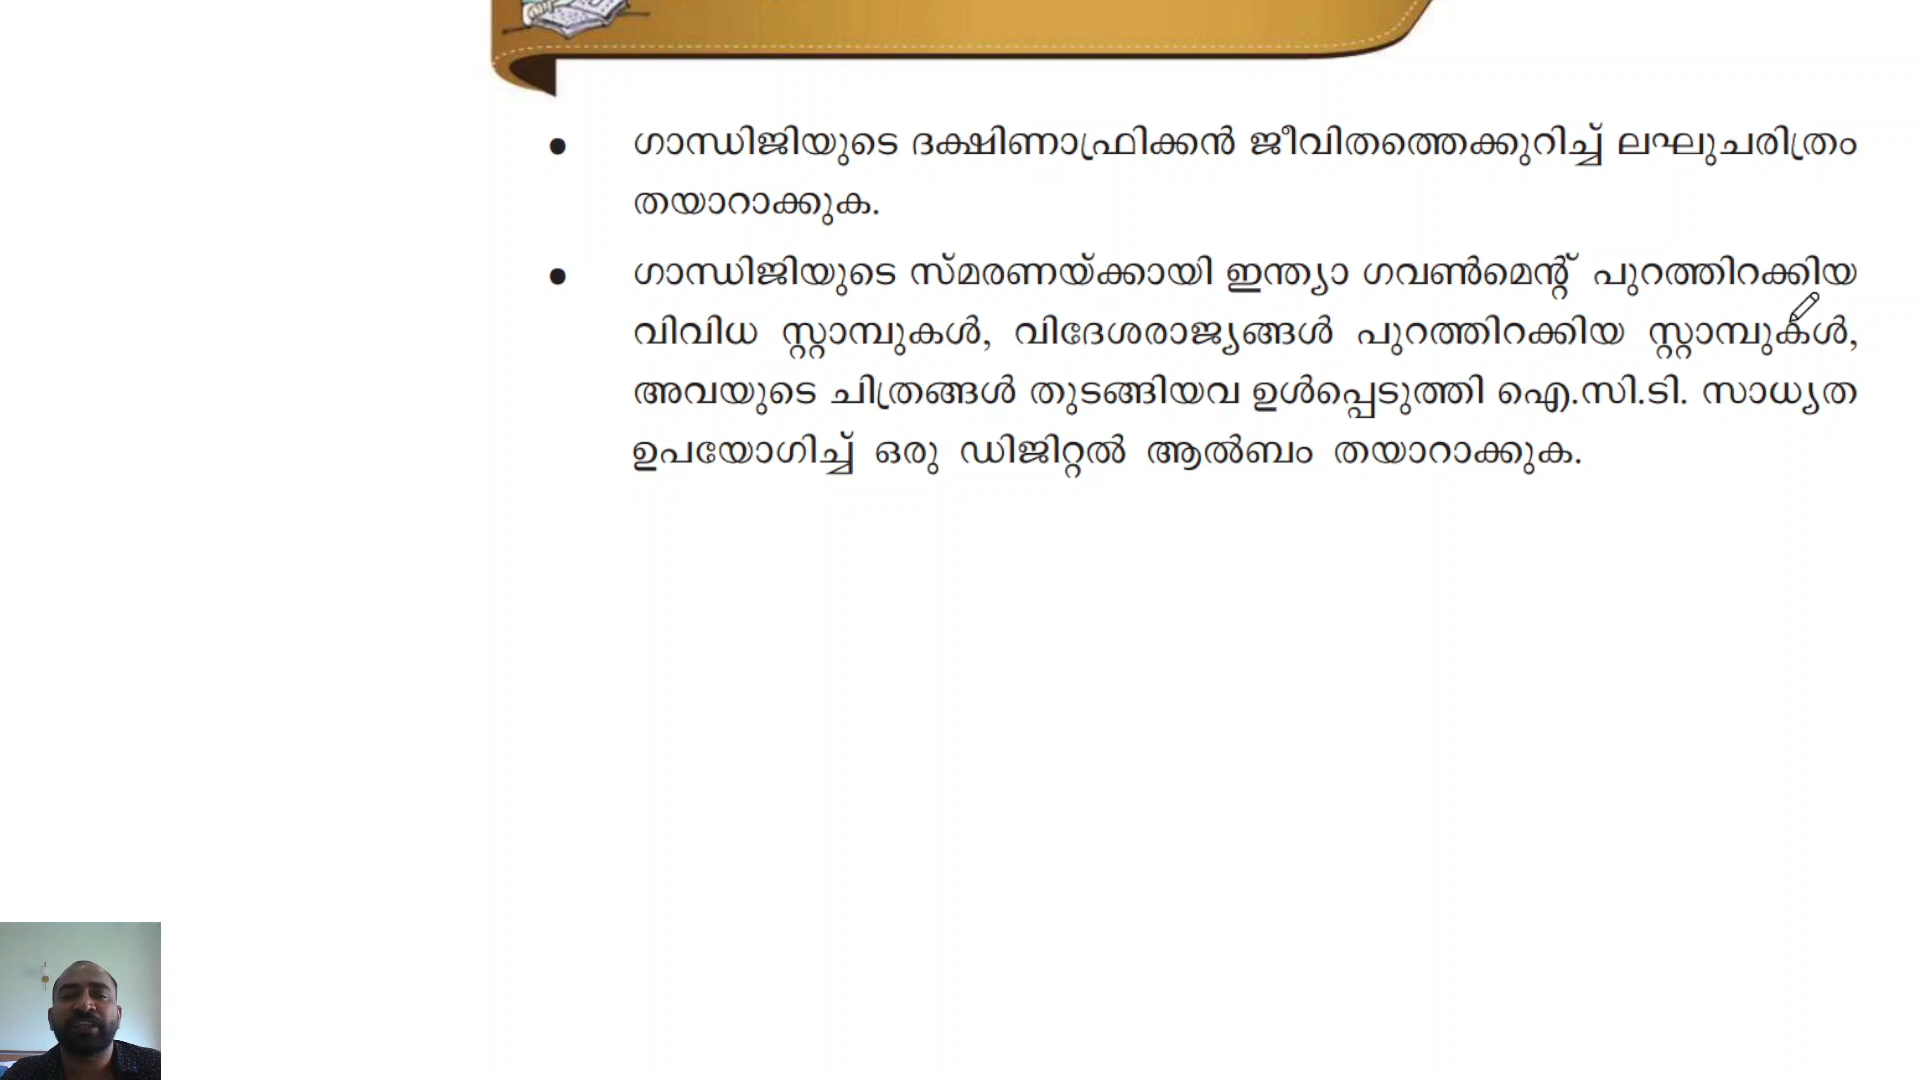 ● ഗാന്ധിജിയുടെ ദക്ഷിണാഫ്രിക്കൻ ജീവിതത്തെക്കുറിച്ച് ലഘുചരിത്രം
തയാറാക്കുക.
● ഗാന്ധിജിയുടെ സ്മരണയ്ക്കായി ഇന്ത്യാ ഗവൺമെന്റ് പുറത്തിറക്കിയ
വിവിധ സ്റ്റാമ്പുകൾ, വിദേശരാജ്യങ്ങൾ പുറത്തിറക്കിയ സ്റ്റാമ്പുകൾ,
അവയുടെ ചിത്രങ്ങൾ തുടങ്ങിയവ ഉൾപ്പെടുത്തി ഐ.സി.ടി. സാധ്യത
ഉപയോഗിച്ച് ഒരു ഡിജിറ്റൽ ആൽബം തയാറാക്കുക.